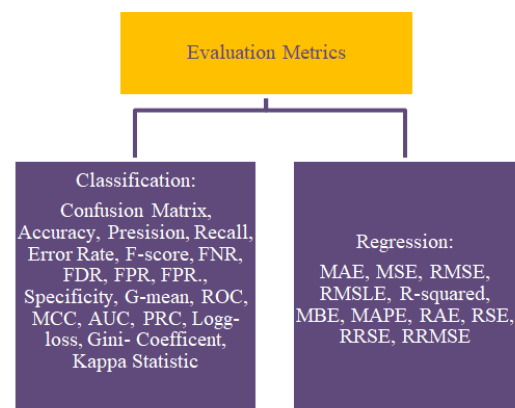 Evaluation Metrics
Classification:
Confusion Matrix,
Accuracy, Presision, Recall,
Error Rate, F-score, FNR,
FDR, FPR, FPR.,
Specificity, G-mean, ROC,
MCC, AUC, PRC, Logg-
loss, Gini- Coefficent,
Kappa Statistic
Regression:
MAE, MSE, RMSE,
RMSLE, R-squared,
MBE, MAPE, RAE, RSE,
RRSE, RRMSE